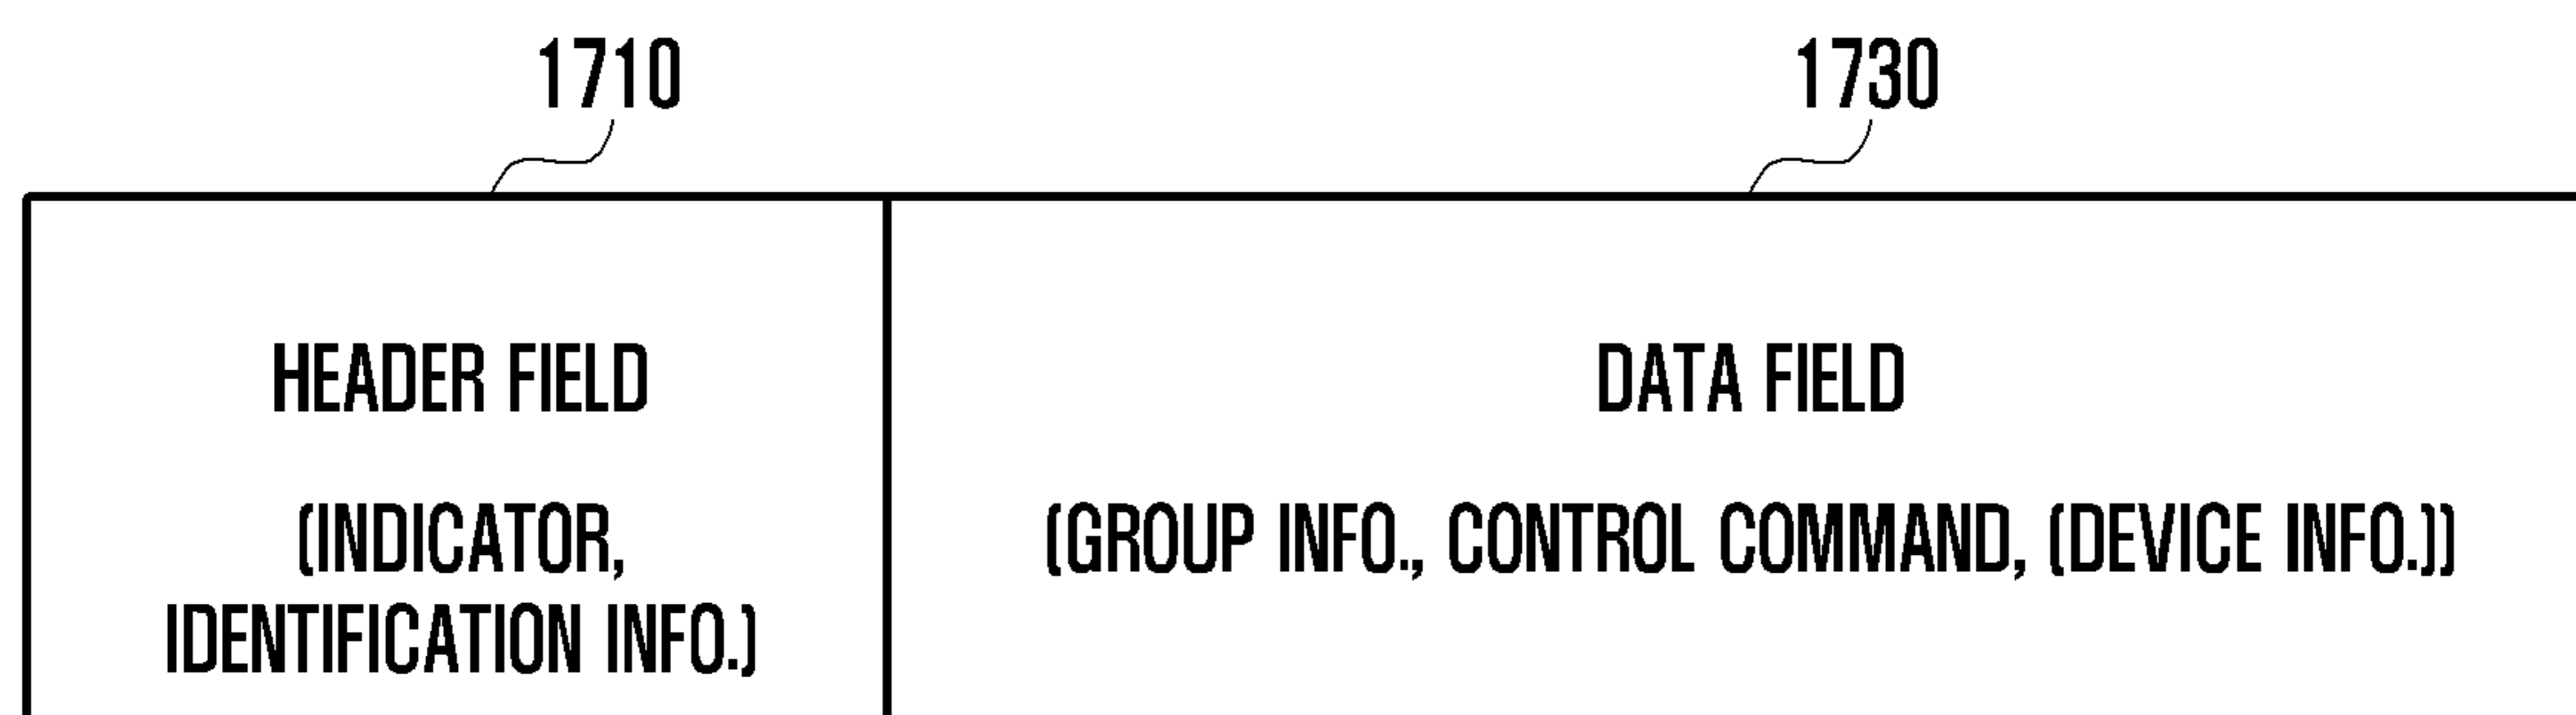 1710
1730
HEADER FIELD
(INDICATOR,
IDENTIFICATION INFO.)
DATA FIELD
(GROUP INFO., CONTROL COMMAND, (DEVICE INFO.))